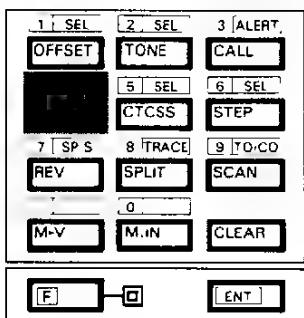 1 SEL 2 SEL 3 ALERT
OFFSET TONE CALL
5 SEL 6 SEL
CTCSS STEP
7 SP S 8 TRACE 9 TO/CO
REV SPLIT SCAN
0
M▸V M.IN CLEAR
F ENT